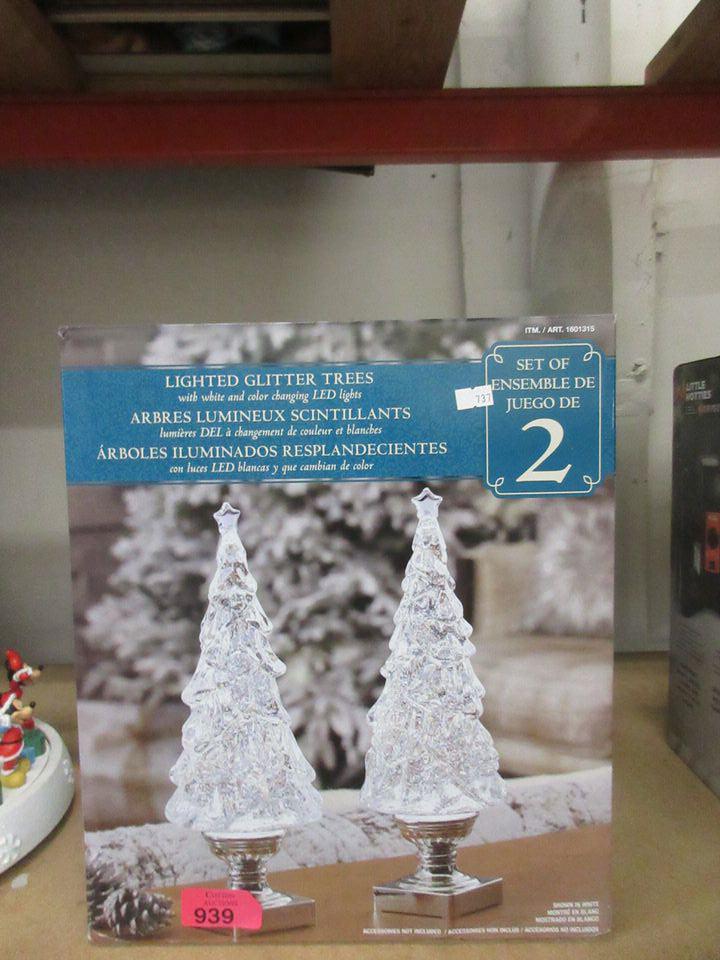 ITM. / ART. 1601315
LIGHTED GLITTER TREES
with white and color changing LED lights
ARBRES LUMINEUX SCINTILLANTS
lumières DEL à changement de couleur et blanches
ÁRBOLES ILUMINADOS RESPLANDECIENTES
con luces LED blancas y que cambian de color
737
SET OF
ENSEMBLE DE
JUEGO DE
2
LITTLE
HOTTIES
AUCTIONS
939
SHOWN IN WHITE
MONTRÉ EN BLANC
MOSTRADO EN BLANCO
ACCESSORIES NOT INCLUDED / ACCESSOIRES NON INCLUS / ACCESORIOS NO INCLUIDOS